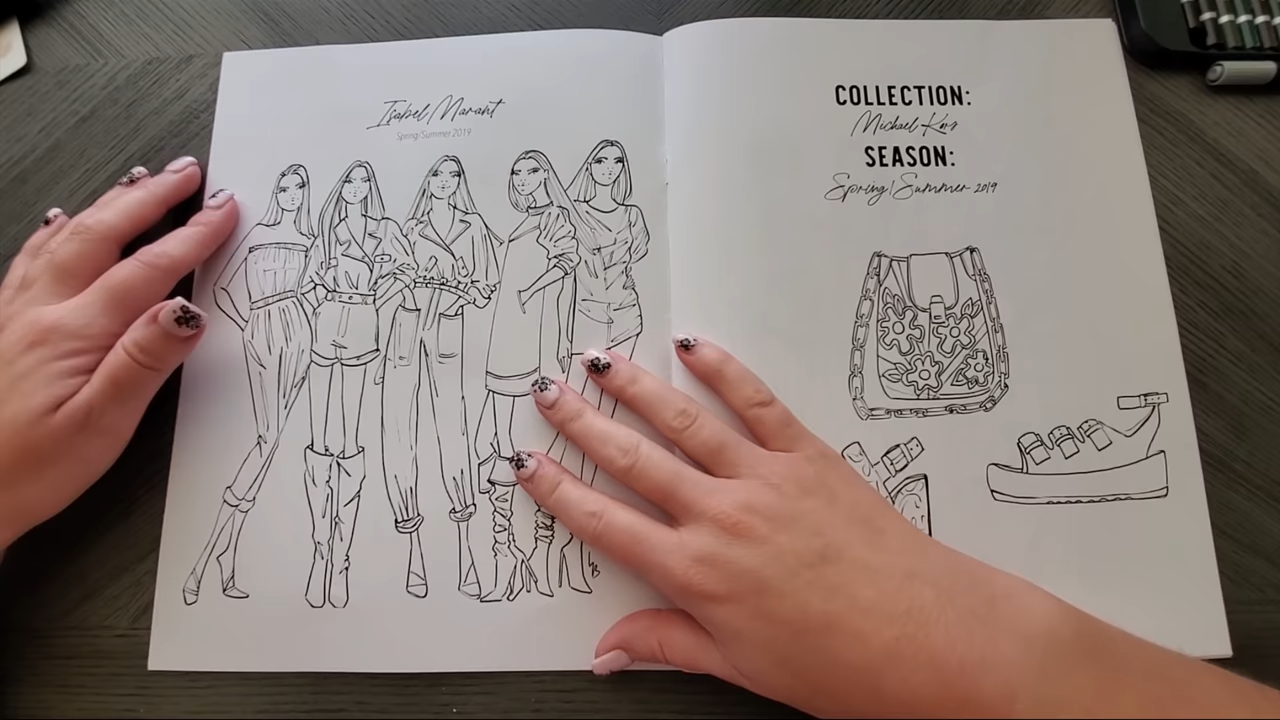 Isabel Marant
Spring/Summer 2019
COLLECTION:
Michael Kors
SEASON:
Spring/Summer 2019